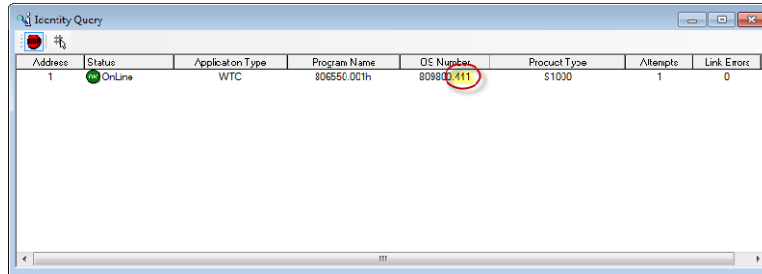 Identity Query
Address Status Application Type Program Name OS Number Product Type Attempts Link Errors
1 OK OnLine WTC 806550.001h 809800.411 S1000 1 0